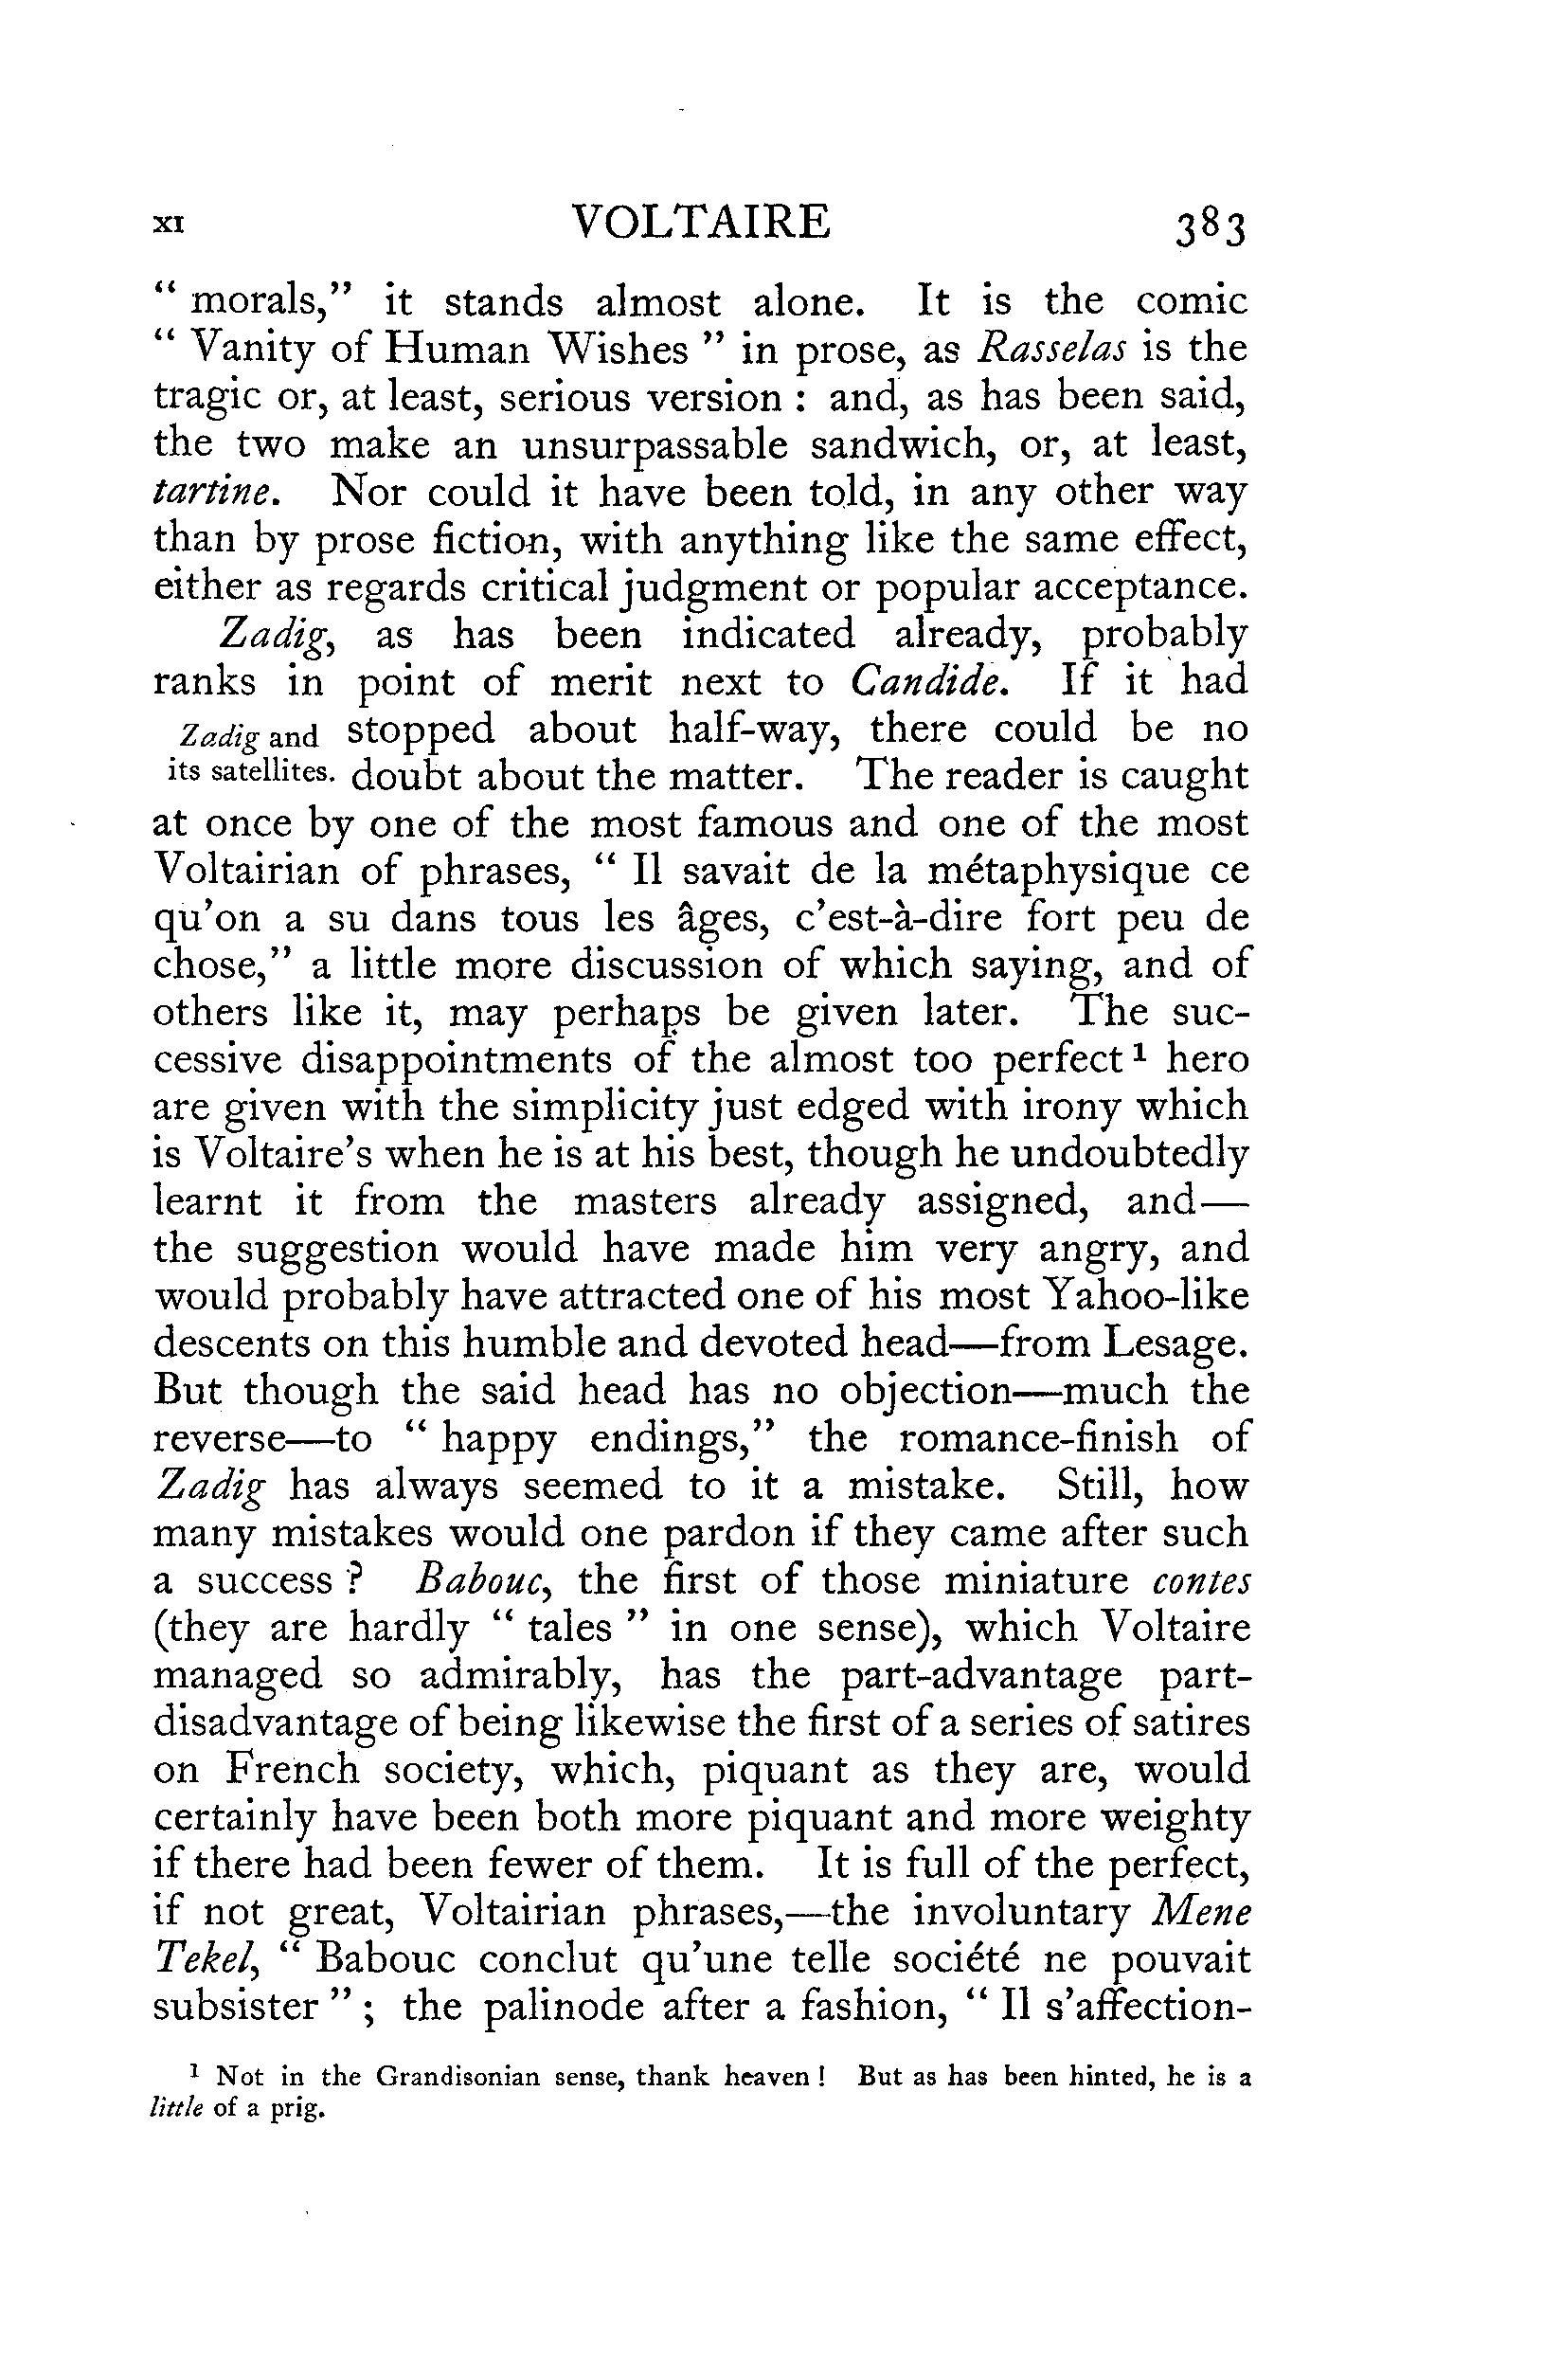 xi VOLTAIRE 383
“ morals,” it stands almost alone. It is the comic
“ Vanity of Human Wishes ” in prose, as Rasselas is the
tragic or, at least, serious version : and, as has been said,
the two make an unsurpassable sandwich, or, at least,
tartine. Nor could it have been told, in any other way
than by prose fiction, with anything like the same effect,
either as regards critical judgment or popular acceptance.
Zadig, as has been indicated already, probably
ranks in point of merit next to Candide. If it had
Zadig and stopped about half-way, there could be no
its satellites. doubt about the matter. The reader is caught
at once by one of the most famous and one of the most
Voltairian of phrases, “ Il savait de la métaphysique ce
qu’on a su dans tous les âges, c’est-à-dire fort peu de
chose,” a little more discussion of which saying, and of
others like it, may perhaps be given later. The suc-
cessive disappointments of the almost too perfect ¹ hero
are given with the simplicity just edged with irony which
is Voltaire’s when he is at his best, though he undoubtedly
learnt it from the masters already assigned, and—
the suggestion would have made him very angry, and
would probably have attracted one of his most Yahoo-like
descents on this humble and devoted head—from Lesage.
But though the said head has no objection—much the
reverse—to “ happy endings,” the romance-finish of
Zadig has always seemed to it a mistake. Still, how
many mistakes would one pardon if they came after such
a success ? Babouc, the first of those miniature contes
(they are hardly “ tales ” in one sense), which Voltaire
managed so admirably, has the part-advantage part-
disadvantage of being likewise the first of a series of satires
on French society, which, piquant as they are, would
certainly have been both more piquant and more weighty
if there had been fewer of them. It is full of the perfect,
if not great, Voltairian phrases,—the involuntary Mene
Tekel, “ Babouc conclut qu’une telle société ne pouvait
subsister ” ; the palinode after a fashion, “ Il s’affection-
¹ Not in the Grandisonian sense, thank heaven ! But as has been hinted, he is a
little of a prig.